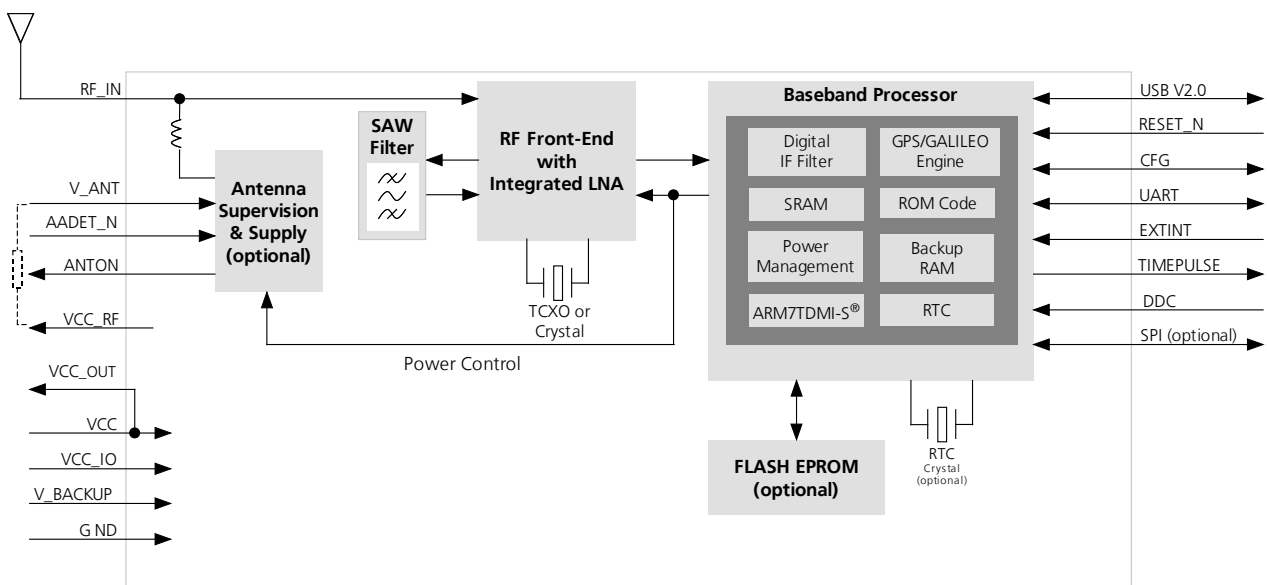 RF_IN
V_ANT
AADET_N
ANTON
VCC_RF
VCC_OUT
VCC
VCC_IO
V_BACKUP
G ND
Antenna
Supervision
& Supply
(optional)
SAW
Filter
RF Front-End
with
Integrated LNA
TCXO or
Crystal
Power Control
Baseband Processor
Digital
IF Filter
GPS/GALILEO
Engine
SRAM
ROM Code
Power
Management
Backup
RAM
ARM7TDMI-S®
RTC
FLASH EPROM
(optional)
RTC
Crystal
(optional)
USB V2.0
RESET_N
CFG
UART
EXTINT
TIMEPULSE
DDC
SPI (optional)